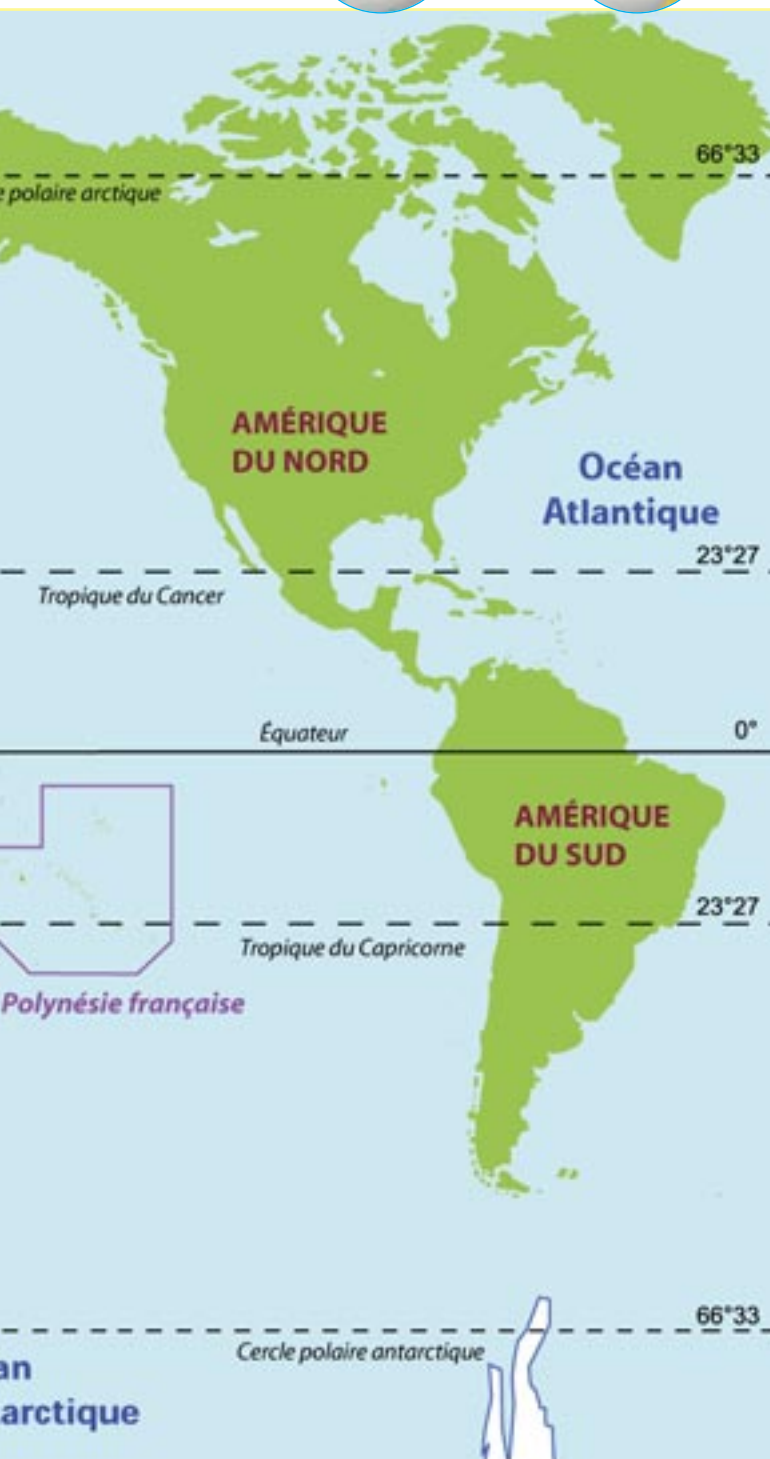 66°33
e polaire arctique
AMÉRIQUE
DU NORD
Océan
Atlantique
23°27
Tropique du Cancer
Équateur
0°
AMÉRIQUE
DU SUD
23°27
Tropique du Capricorne
Polynésie française
66°33
Cercle polaire antarctique
an
arctique